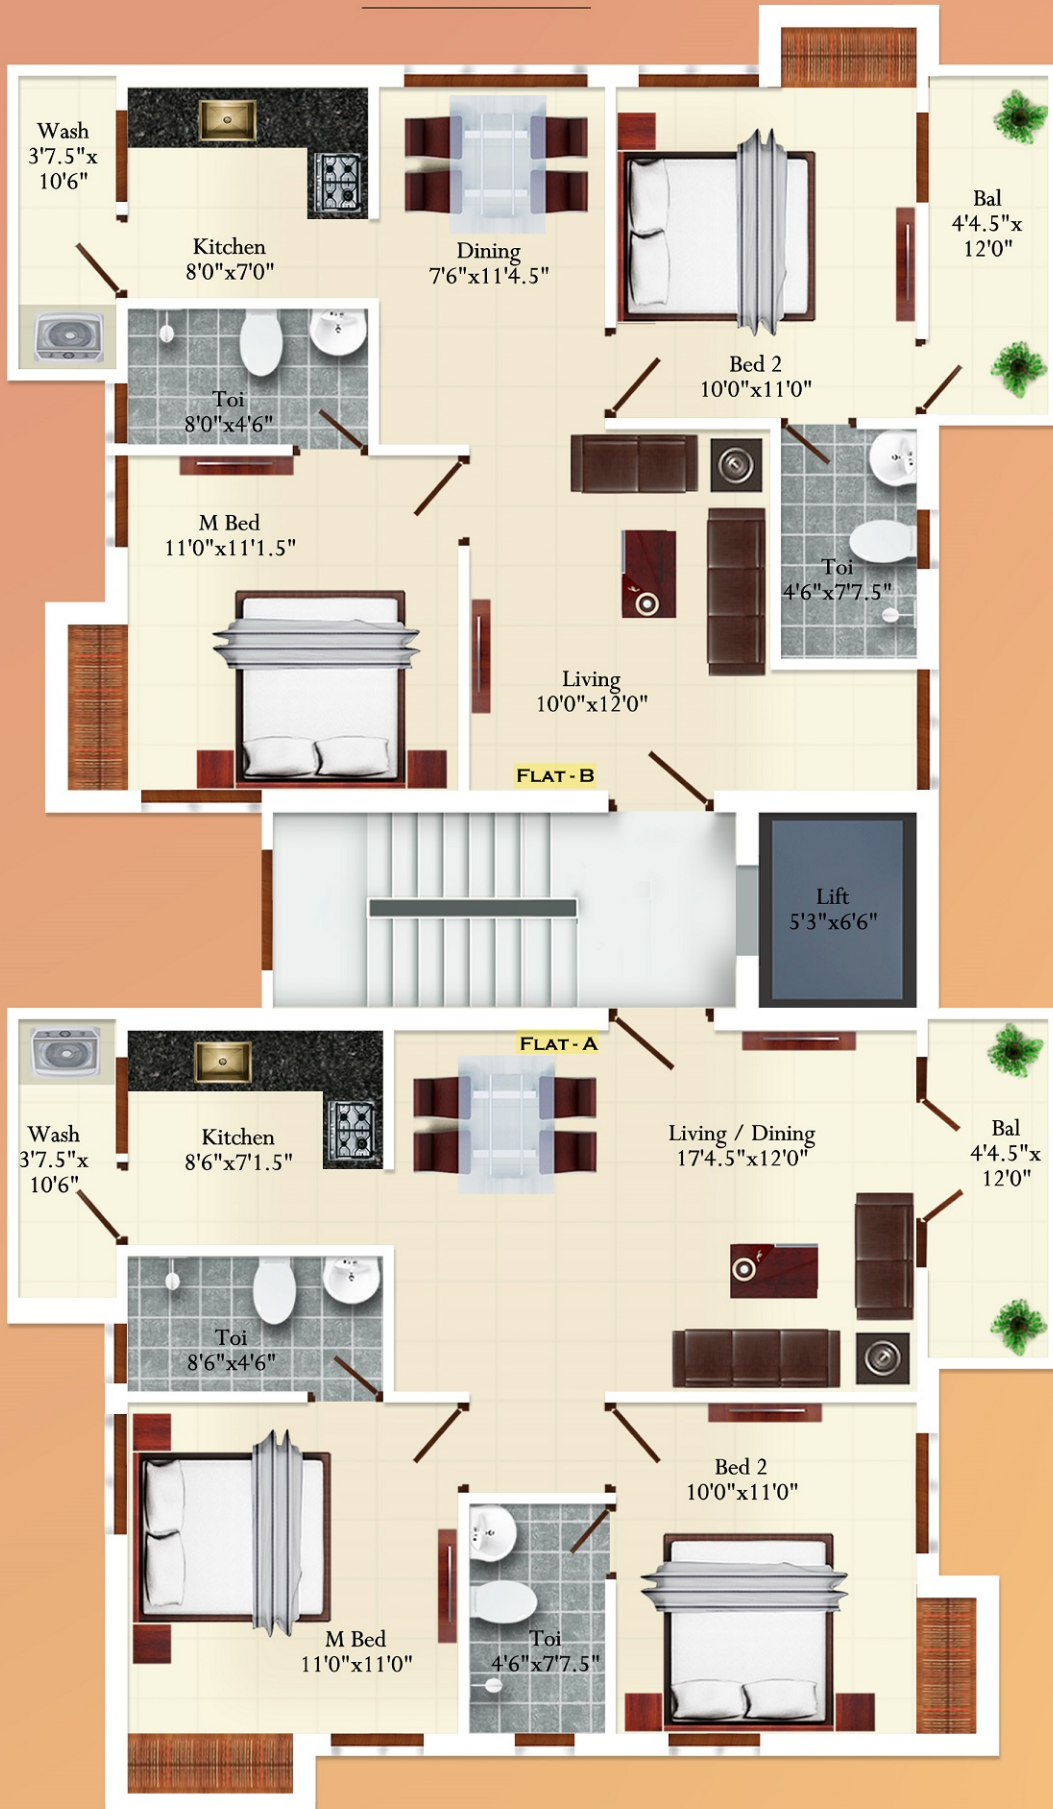 Wash
3'7.5"x
10'6"
Kitchen
8'0"x7'0"
Dining
7'6"x11'4.5"
Bal
4'4.5"x
12'0"
Bed 2
10'0"x11'0"
Toi
8'0"x4'6"
M Bed
11'0"x11'1.5"
Toi
4'6"x7'7.5"
Living
10'0"x12'0"
FLAT - B
Lift
5'3"x6'6"
FLAT - A
Wash
3'7.5"x
10'6"
Kitchen
8'6"x7'1.5"
Living / Dining
17'4.5"x12'0"
Bal
4'4.5"x
12'0"
Toi
8'6"x4'6"
Bed 2
10'0"x11'0"
M Bed
11'0"x11'0"
Toi
4'6"x7'7.5"